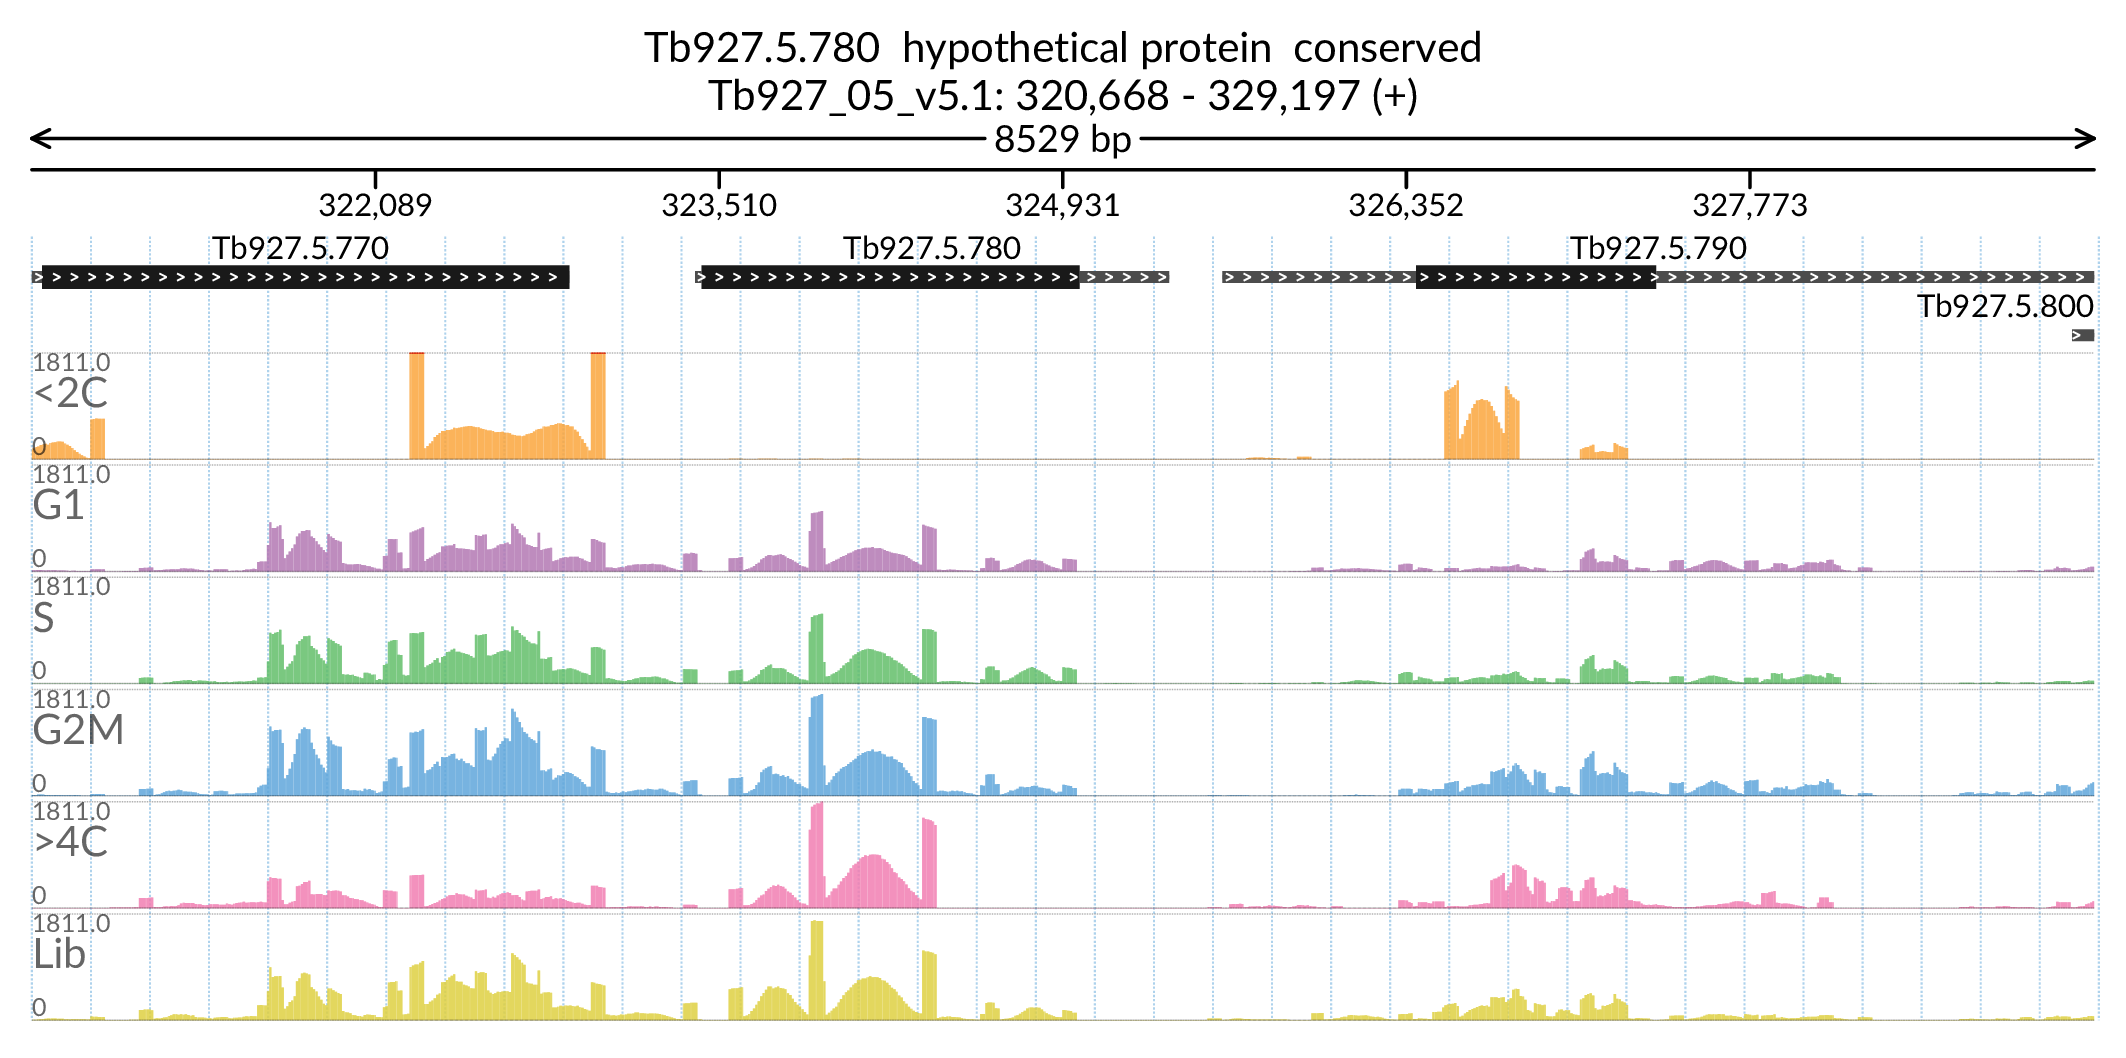 Tb927.5.780  hypothetical protein  conserved
Tb927_05_v5.1: 320,668 - 329,197 (+)
8529 bp
322,089 323,510 324,931 326,352 327,773
Tb927.5.770 Tb927.5.780 Tb927.5.790
Tb927.5.800
1811.0
<2C
0
1811.0
G1
0
1811.0
S
0
1811.0
G2M
0
1811.0
>4C
0
1811.0
Lib
0